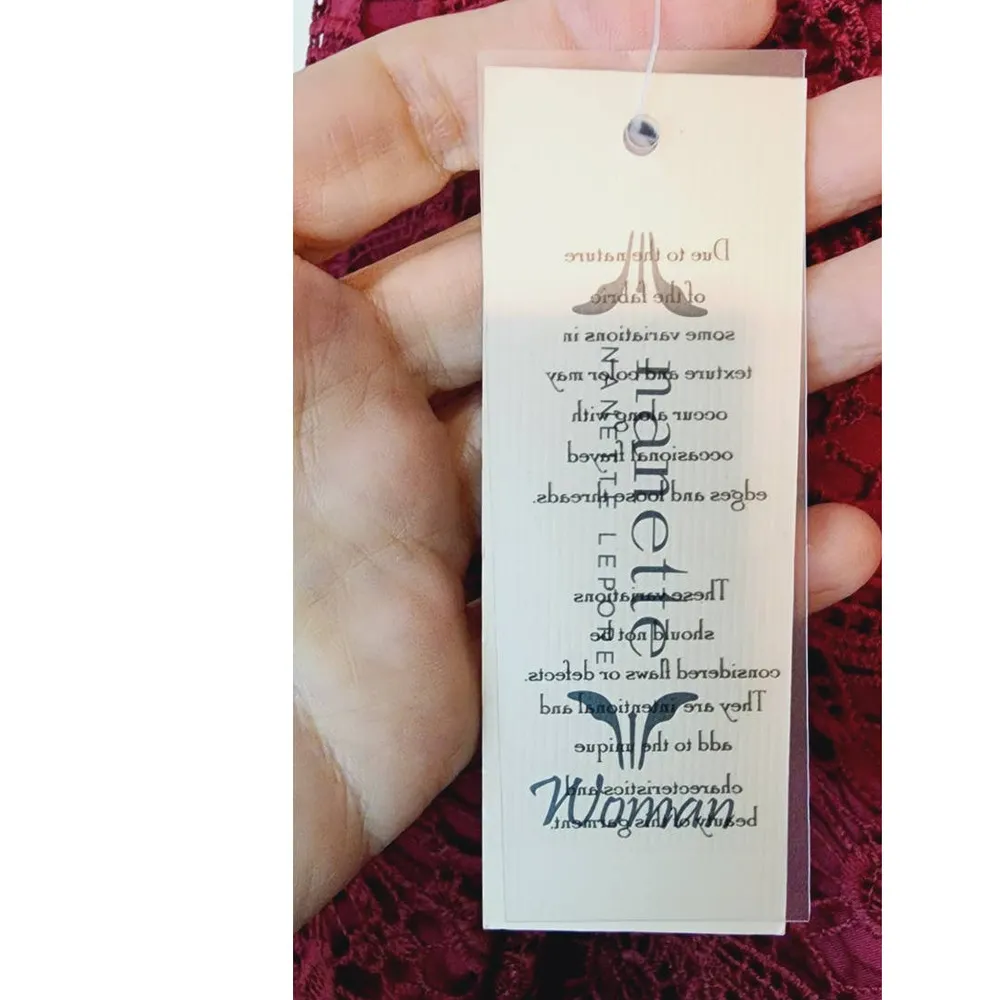 Due to the nature
of the fabric
some variations in
texture and color may
occur along with
occasional frayed
edges and loose threads.
These variations
should not be
considered flaws or defects.
They are intentional and
add to the unique
charecteristics and
beauty of this garment.
nanette
NANETTE LEPORE
Woman